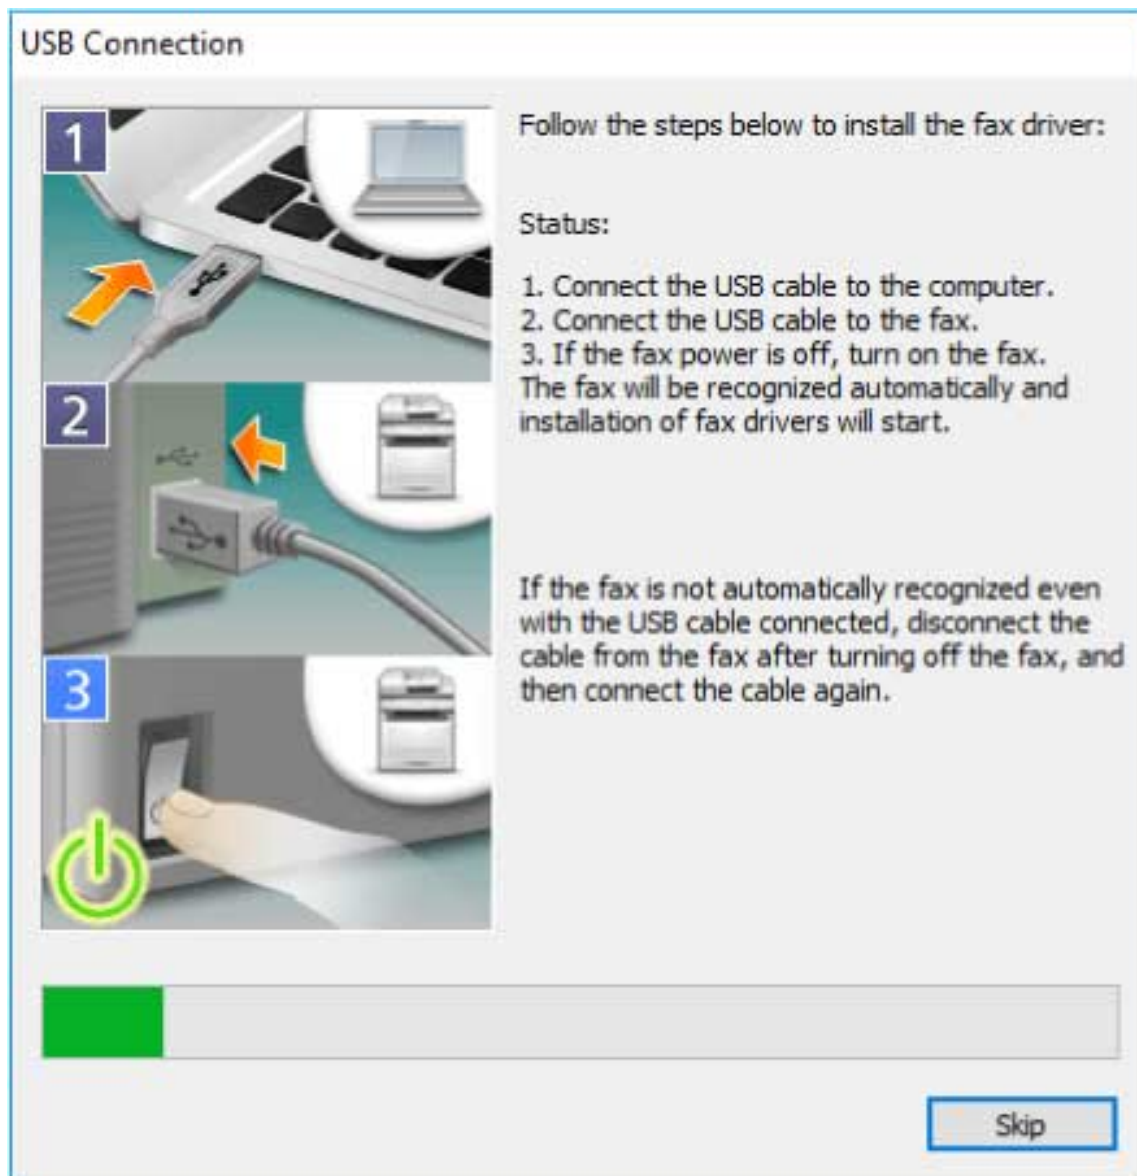 USB Connection
1
Follow the steps below to install the fax driver:
Status:
1. Connect the USB cable to the computer.
2. Connect the USB cable to the fax.
3. If the fax power is off, turn on the fax.
The fax will be recognized automatically and
installation of fax drivers will start.
2
If the fax is not automatically recognized even
with the USB cable connected, disconnect the
cable from the fax after turning off the fax, and
then connect the cable again.
3
Skip